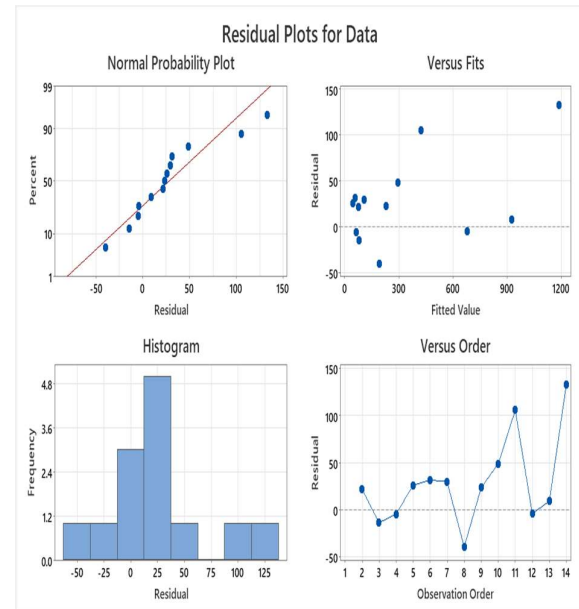 Residual Plots for Data
Normal Probability Plot
99
90
50
10
1
Percent
-50 0 50 100 150
Residual
Versus Fits
150
100
50
0
-50
Residual
0 300 600 900 1200
Fitted Value
Histogram
4.8
3.6
2.4
1.2
0.0
Frequency
-50 -25 0 25 50 75 100 125
Residual
Versus Order
150
100
50
0
-50
Residual
1 2 3 4 5 6 7 8 9 10 11 12 13 14
Observation Order